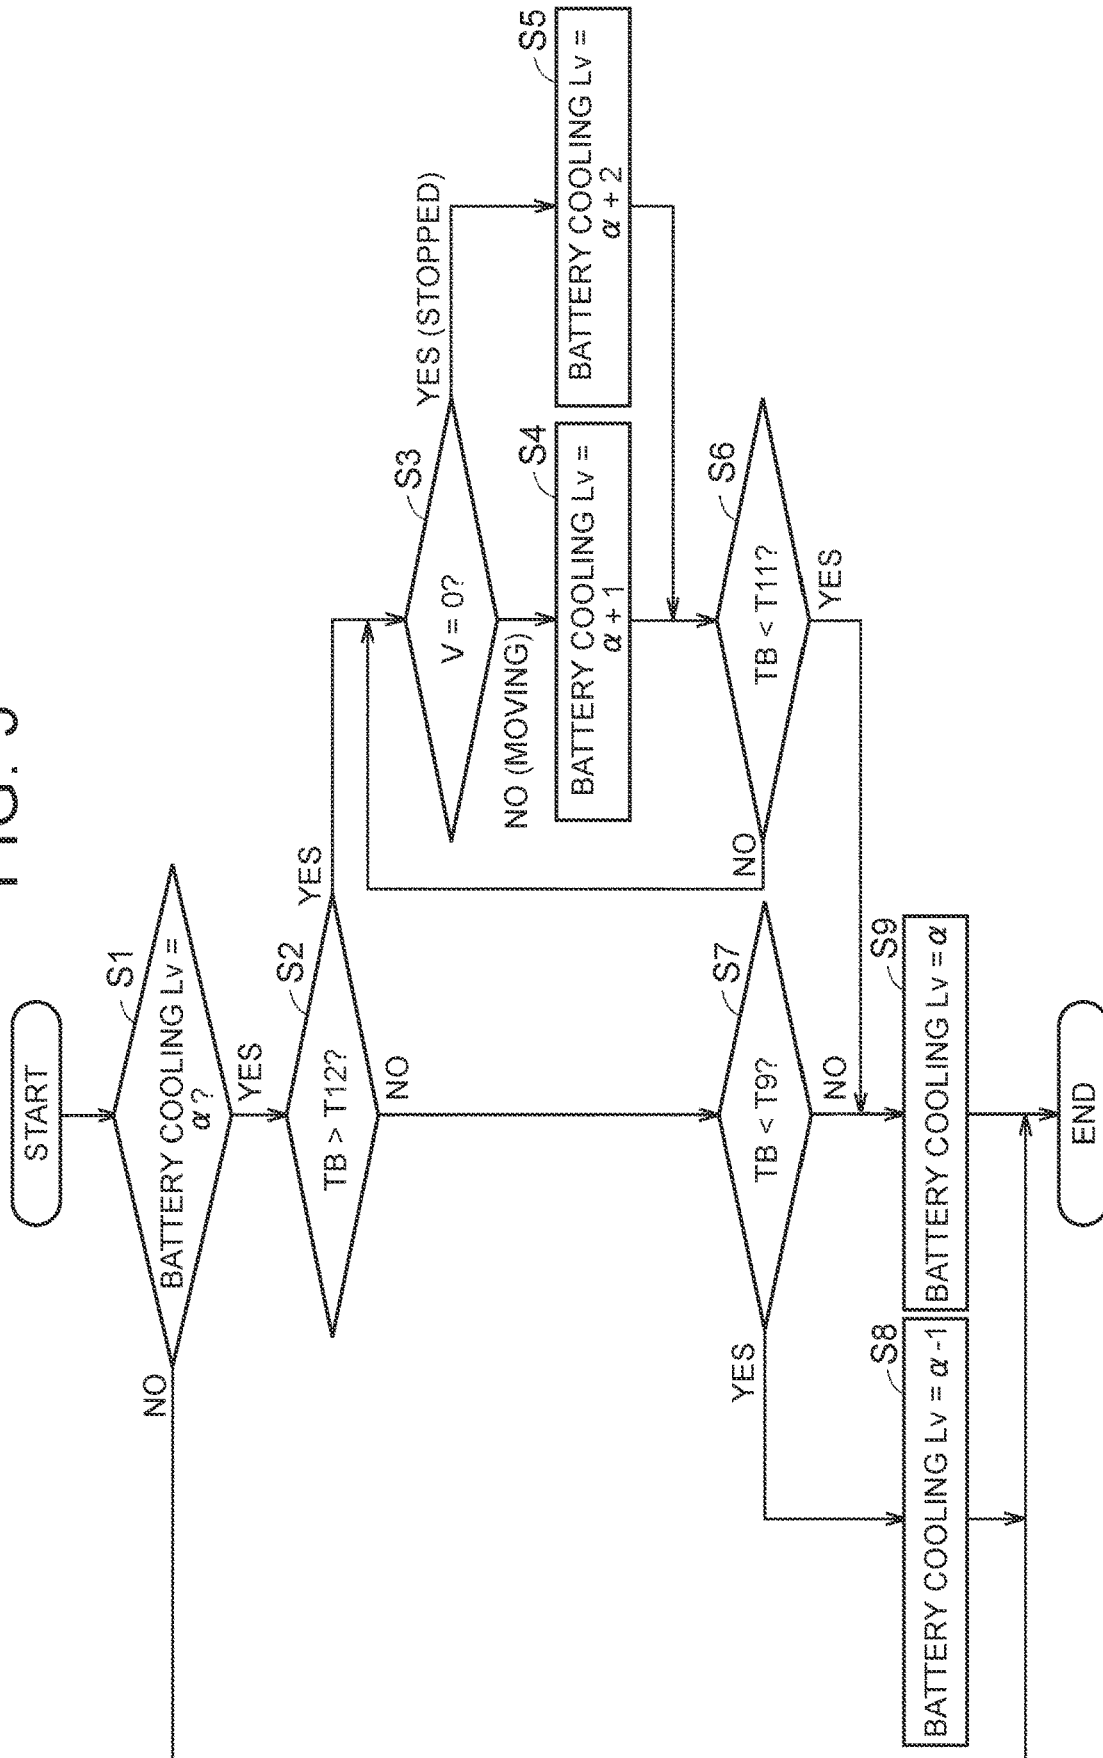 START
S1
BATTERY COOLING Lv =
α ?
NO
YES
S2
TB > T12?
YES
NO
S3
V = 0?
YES (STOPPED)
NO (MOVING)
S4
BATTERY COOLING Lv =
α + 1
S5
BATTERY COOLING Lv =
α + 2
S6
TB < T11?
NO
YES
S7
TB < T9?
YES
NO
S8
BATTERY COOLING Lv = α -1
S9
BATTERY COOLING Lv = α
END